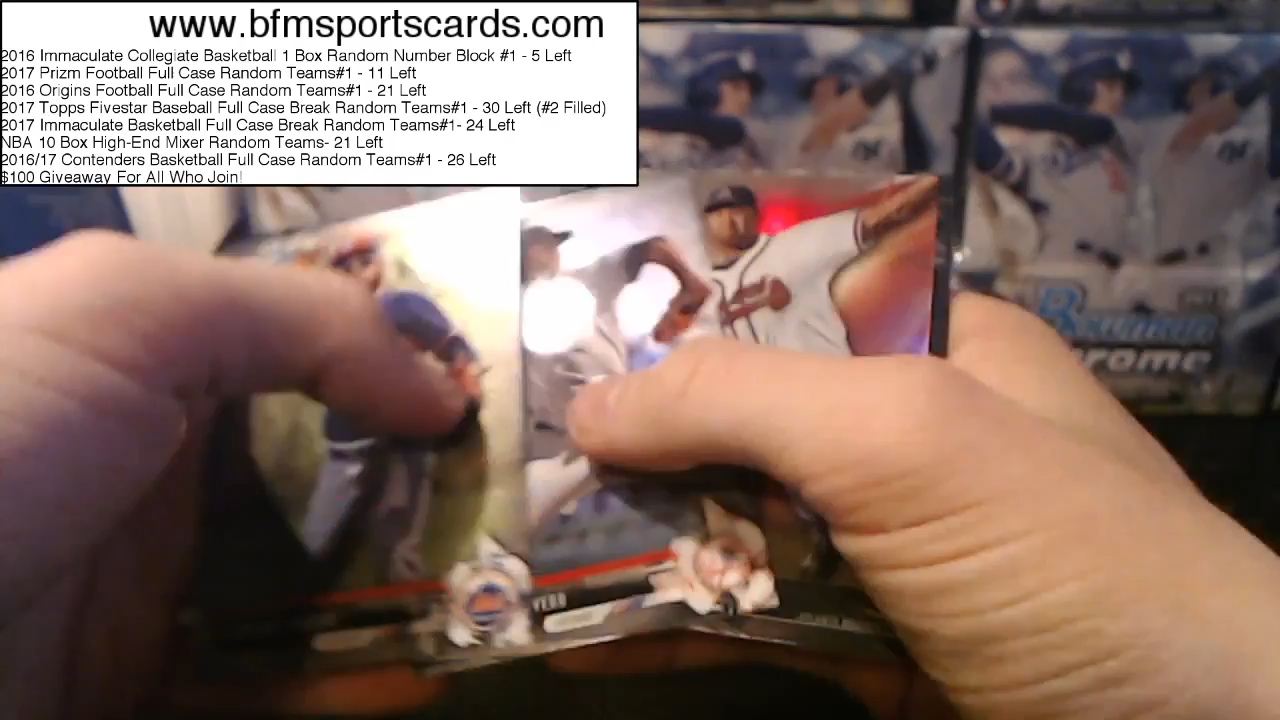 www.bfmsportscards.com
2016 Immaculate Collegiate Basketball 1 Box Random Number Block #1 - 5 Left
2017 Prizm Football Full Case Random Teams#1 - 11 Left
2016 Origins Football Full Case Random Teams#1 - 21 Left
2017 Topps Fivestar Baseball Full Case Break Random Teams#1 - 30 Left (#2 Filled)
2017 Immaculate Basketball Full Case Break Random Teams#1- 24 Left
NBA 10 Box High-End Mixer Random Teams- 21 Left
2016/17 Contenders Basketball Full Case Random Teams#1 - 26 Left
$100 Giveaway For All Who Join!
Bowman
Chrome